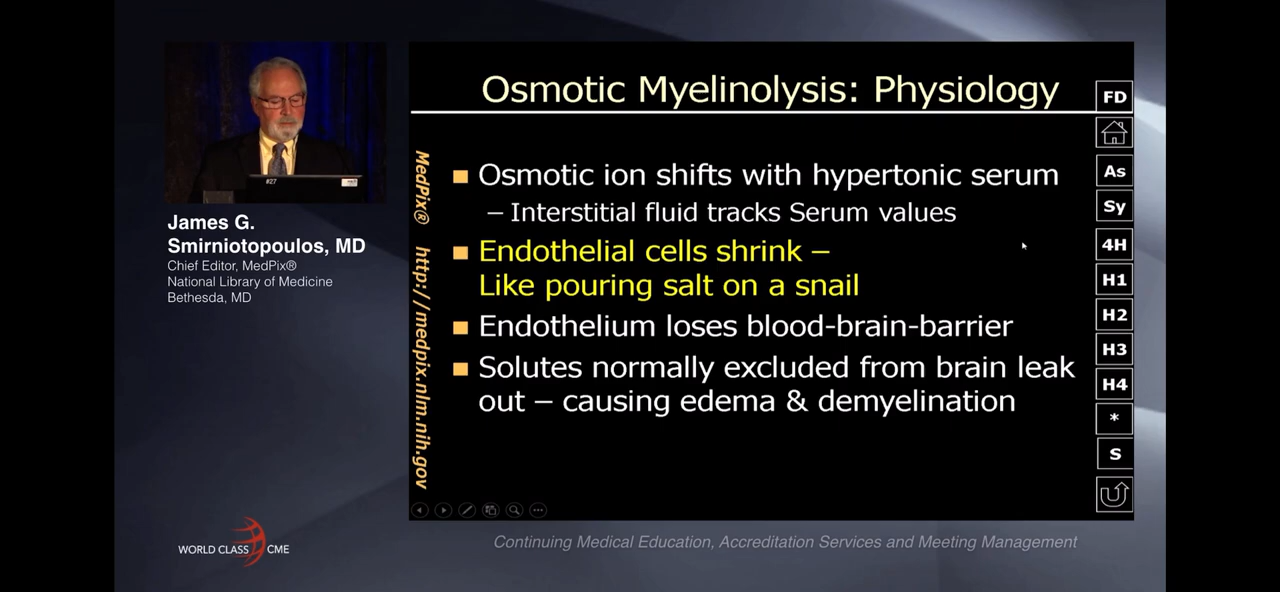 Osmotic Myelinolysis: Physiology
Osmotic ion shifts with hypertonic serum
– Interstitial fluid tracks Serum values
Endothelial cells shrink –
Like pouring salt on a snail
Endothelium loses blood-brain-barrier
Solutes normally excluded from brain leak
out – causing edema & demyelination
MedPix® http://medpix.nlm.nih.gov
FD
As
Sy
4H
H1
H2
H3
H4
*
S
#27
James G.
Smirniotopoulos, MD
Chief Editor, MedPix®
National Library of Medicine
Bethesda, MD
WORLD CLASS CME
Continuing Medical Education, Accreditation Services and Meeting Management